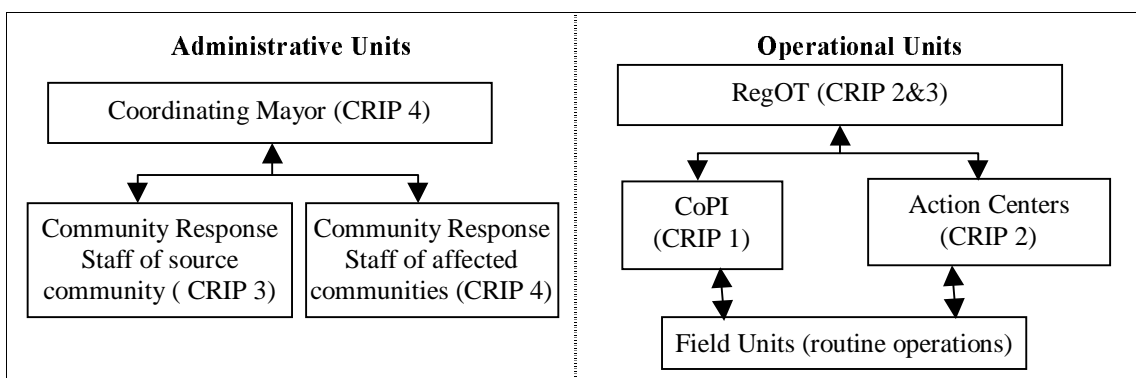 Administrative Units
Coordinating Mayor (CRIP 4)
Community Response
Staff of source
community ( CRIP 3)
Community Response
Staff of affected
communities (CRIP 4)
Operational Units
RegOT (CRIP 2&3)
CoPI
(CRIP 1)
Action Centers
(CRIP 2)
Field Units (routine operations)